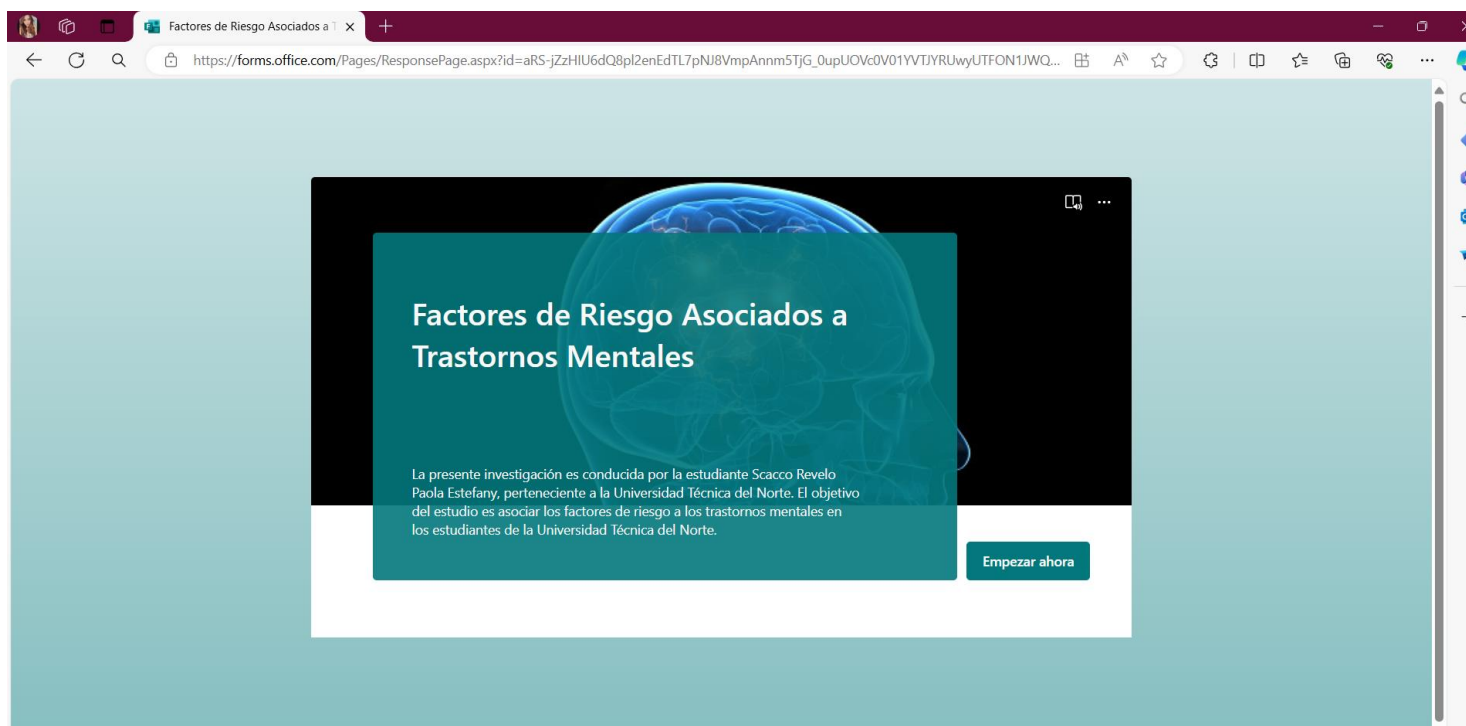 Factores de Riesgo Asociados a T
https://forms.office.com/Pages/ResponsePage.aspx?id=aRS-jZzHIU6dQ8pl2enEdTL7pNJ8VmpAnnm5TjG_0upUOVc0V01YVTJYRUwyUTFON1JWQ...
Factores de Riesgo Asociados a
Trastornos Mentales
La presente investigación es conducida por la estudiante Scacco Revelo
Paola Estefany, perteneciente a la Universidad Técnica del Norte. El objetivo
del estudio es asociar los factores de riesgo a los trastornos mentales en
los estudiantes de la Universidad Técnica del Norte.
Empezar ahora